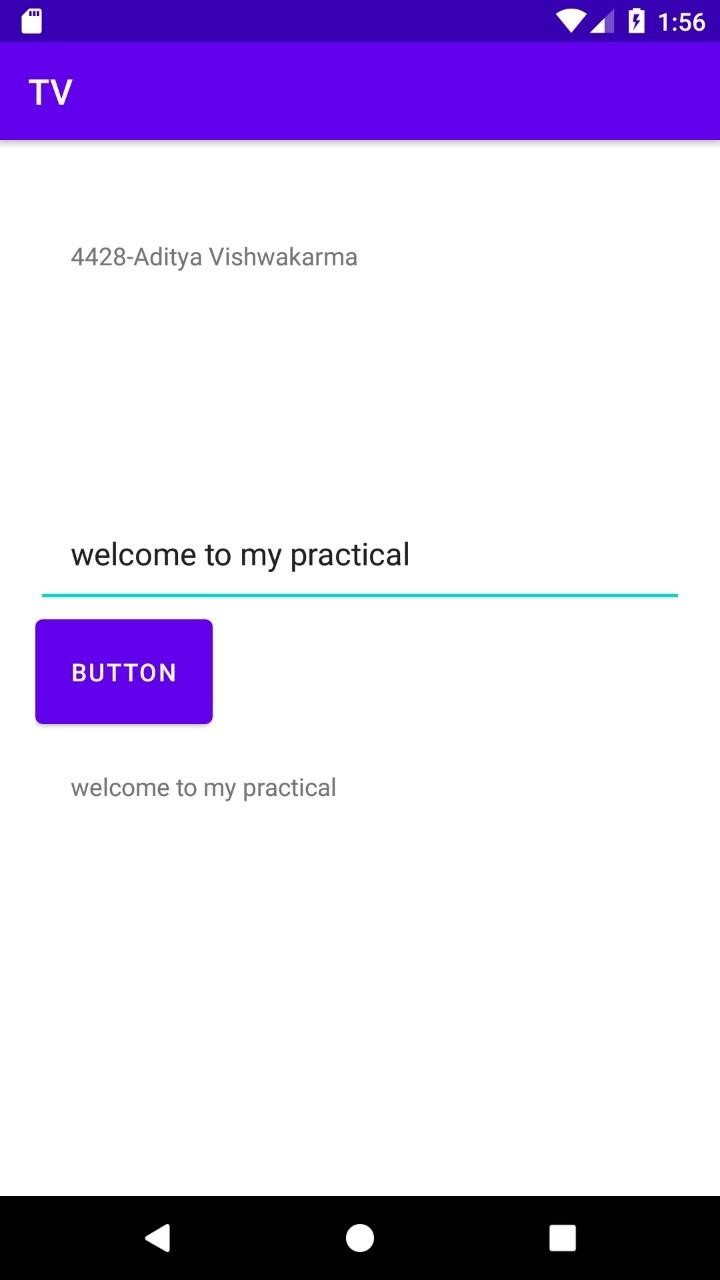 1:56
TV
4428-Aditya Vishwakarma
welcome to my practical
BUTTON
welcome to my practical